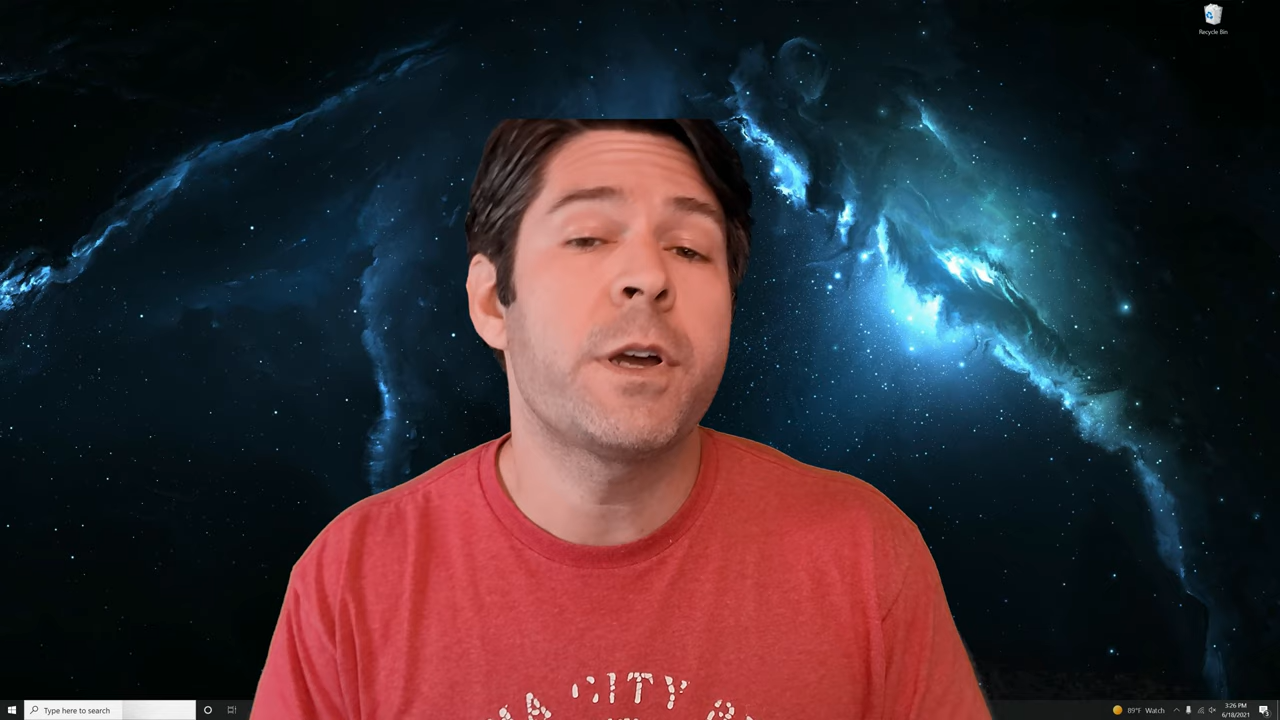 Recycle Bin
CITY
Type here to search
89°F Watch
3:26 PM
6/18/2021